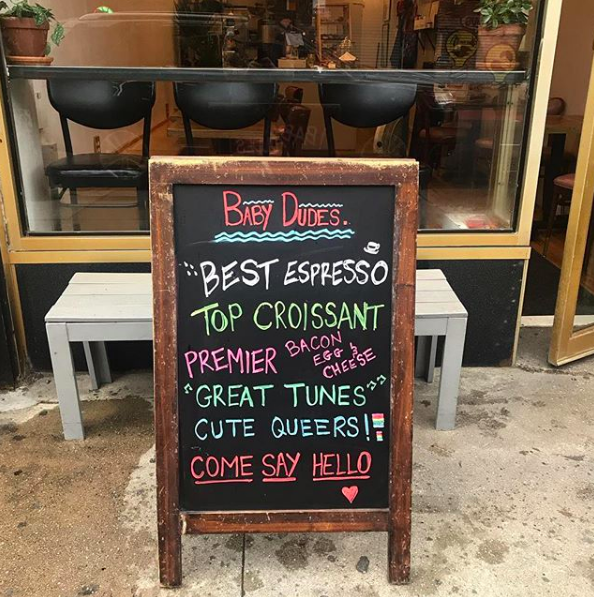 BABY DUDES.
"BEST ESPRESSO
TOP CROISSANT
PREMIER BACON EGG & CHEESE
"GREAT TUNES"
CUTE QUEERS!!
COME SAY HELLO